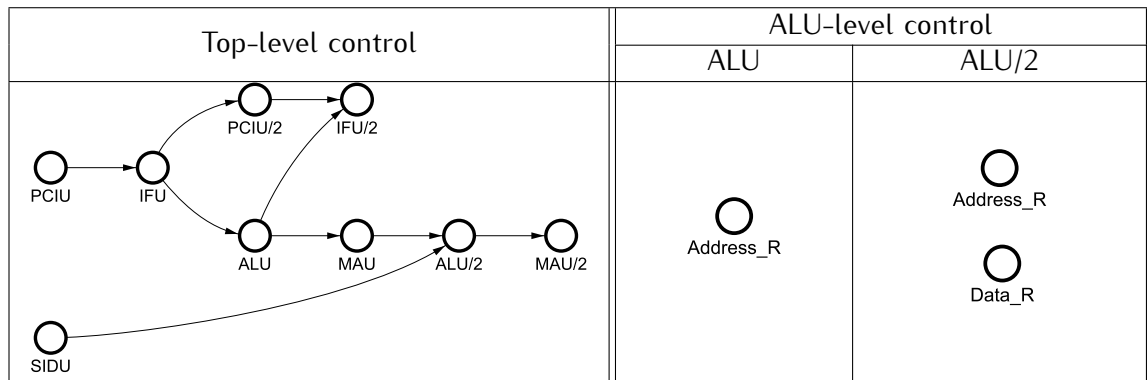 Top-level control
ALU-level control
ALU
ALU/2
PCIU/2
IFU/2
PCIU
IFU
Address_R
Address_R
ALU
MAU
ALU/2
MAU/2
Data_R
SIDU